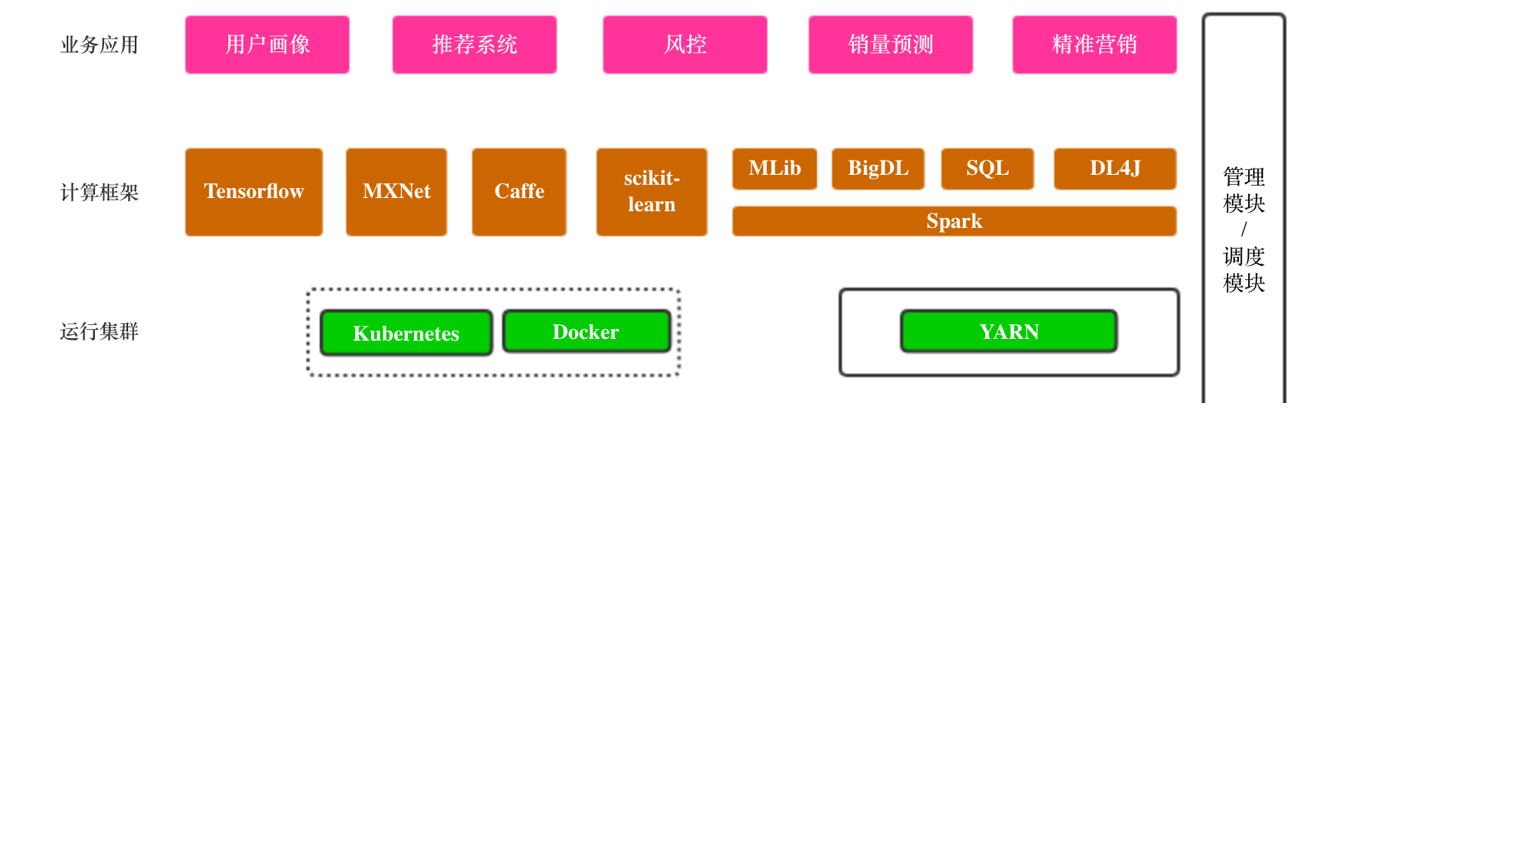 业务应用
用户画像
推荐系统
风控
销量预测
精准营销
计算框架
Tensorflow
MXNet
Caffe
scikit-
learn
MLib
BigDL
SQL
DL4J
Spark
运行集群
Kubernetes
Docker
YARN
管理
模块
/
调度
模块